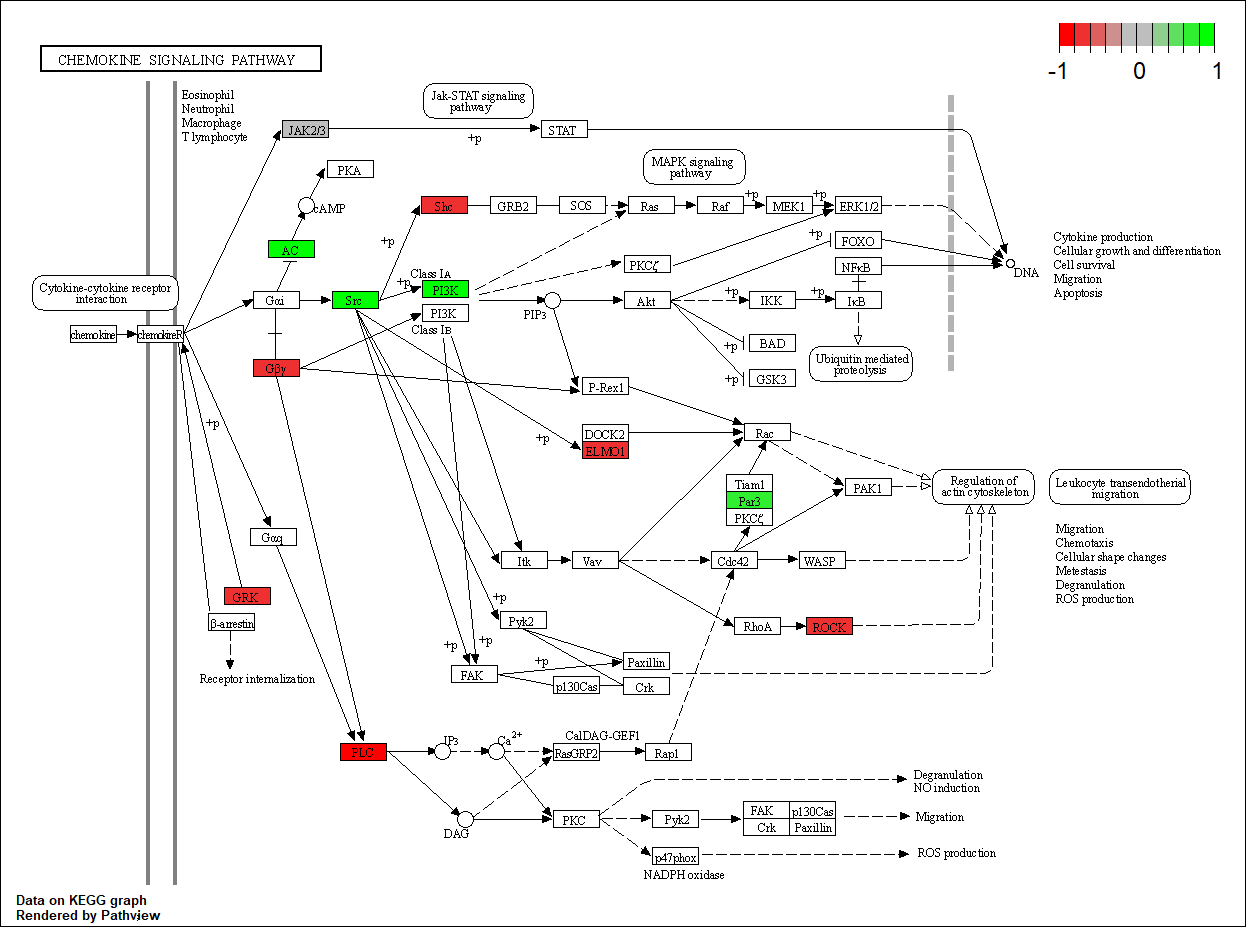 -1 0 1
CHEMOKINE SIGNALING PATHWAY
Eosinophil
Neutrophil
Macrophage
T lymphocyte
Jak-STAT signaling
pathway
JAK2/3
+p
STAT
PKA
cAMP
AC
MAPK signaling
pathway
+p
Shc
GRB2
SOS
Ras
Raf
+p
MEK1
+p
ERK1/2
+p
FOXO
NFκB
DNA
Cytokine production
Cellular growth and differentiation
Cell survival
Migration
Apoptosis
Cytokine-cytokine receptor
interaction
chemokine
chemokineR
Gαi
Src
+p
Class IA
PI3K
PI3K
Class IB
PKCζ
PIP3
Akt
IKK
+p
IκB
+p
BAD
+p
GSK3
Ubiquitin mediated
proteolysis
Gβγ
P-Rex1
+p
+p
DOCK2
ELMO1
Rac
Tiam1
Par3
PKCζ
PAK1
Regulation of
actin cytoskeleton
Leukocyte transendothelial
migration
Migration
Chemotaxis
Cellular shape changes
Metestasis
Degranulation
ROS production
Gαq
Itk
Vav
Cdc42
WASP
GRK
β-arrestin
Receptor internalization
+p
Pyk2
RhoA
ROCK
+p
+p
FAK
+p
Paxillin
p130Cas
Crk
PLC
IP3
Ca2+
CalDAG-GEF1
RasGRP2
Rap1
DAG
PKC
Degranulation
NO induction
Pyk2
FAK
p130Cas
Crk
Paxillin
Migration
p47phox
NADPH oxidase
ROS production
Data on KEGG graph
Rendered by Pathview